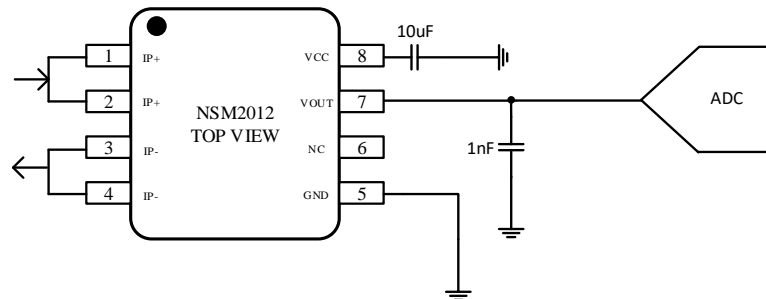 10uF
1 IP+ VCC 8
2 IP+ VOUT 7
NSM2012
TOP VIEW
ADC
3 IP- NC 6
1nF
4 IP- GND 5